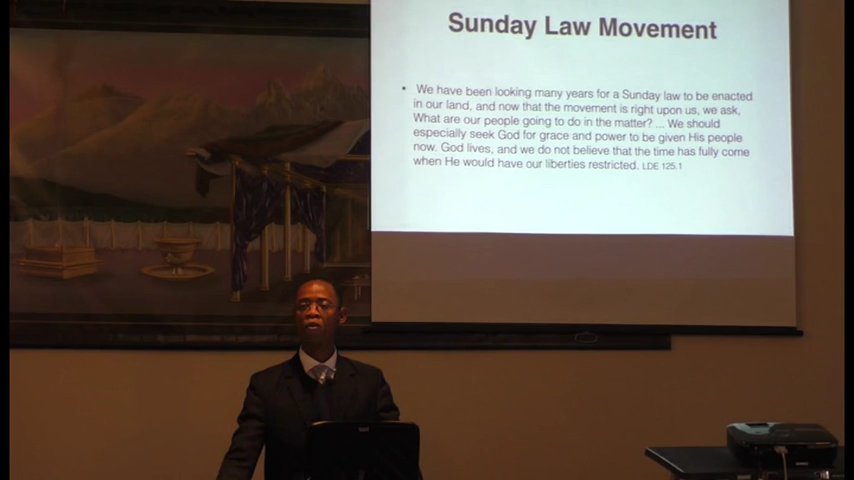 Sunday Law Movement
• We have been looking many years for a Sunday law to be enacted
in our land, and now that the movement is right upon us, we ask,
What are our people going to do in the matter? ... We should
especially seek God for grace and power to be given His people
now. God lives, and we do not believe that the time has fully come
when He would have our liberties restricted. LDE 125.1